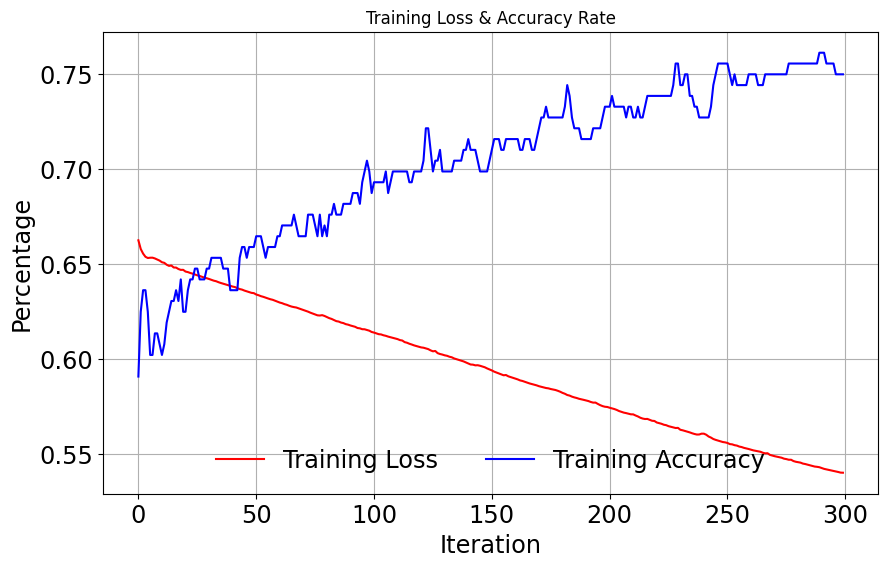 Training Loss & Accuracy Rate
0.75
0.70
0.65
0.60
0.55
Percentage
Training Loss
Training Accuracy
0 50 100 150 200 250 300
Iteration